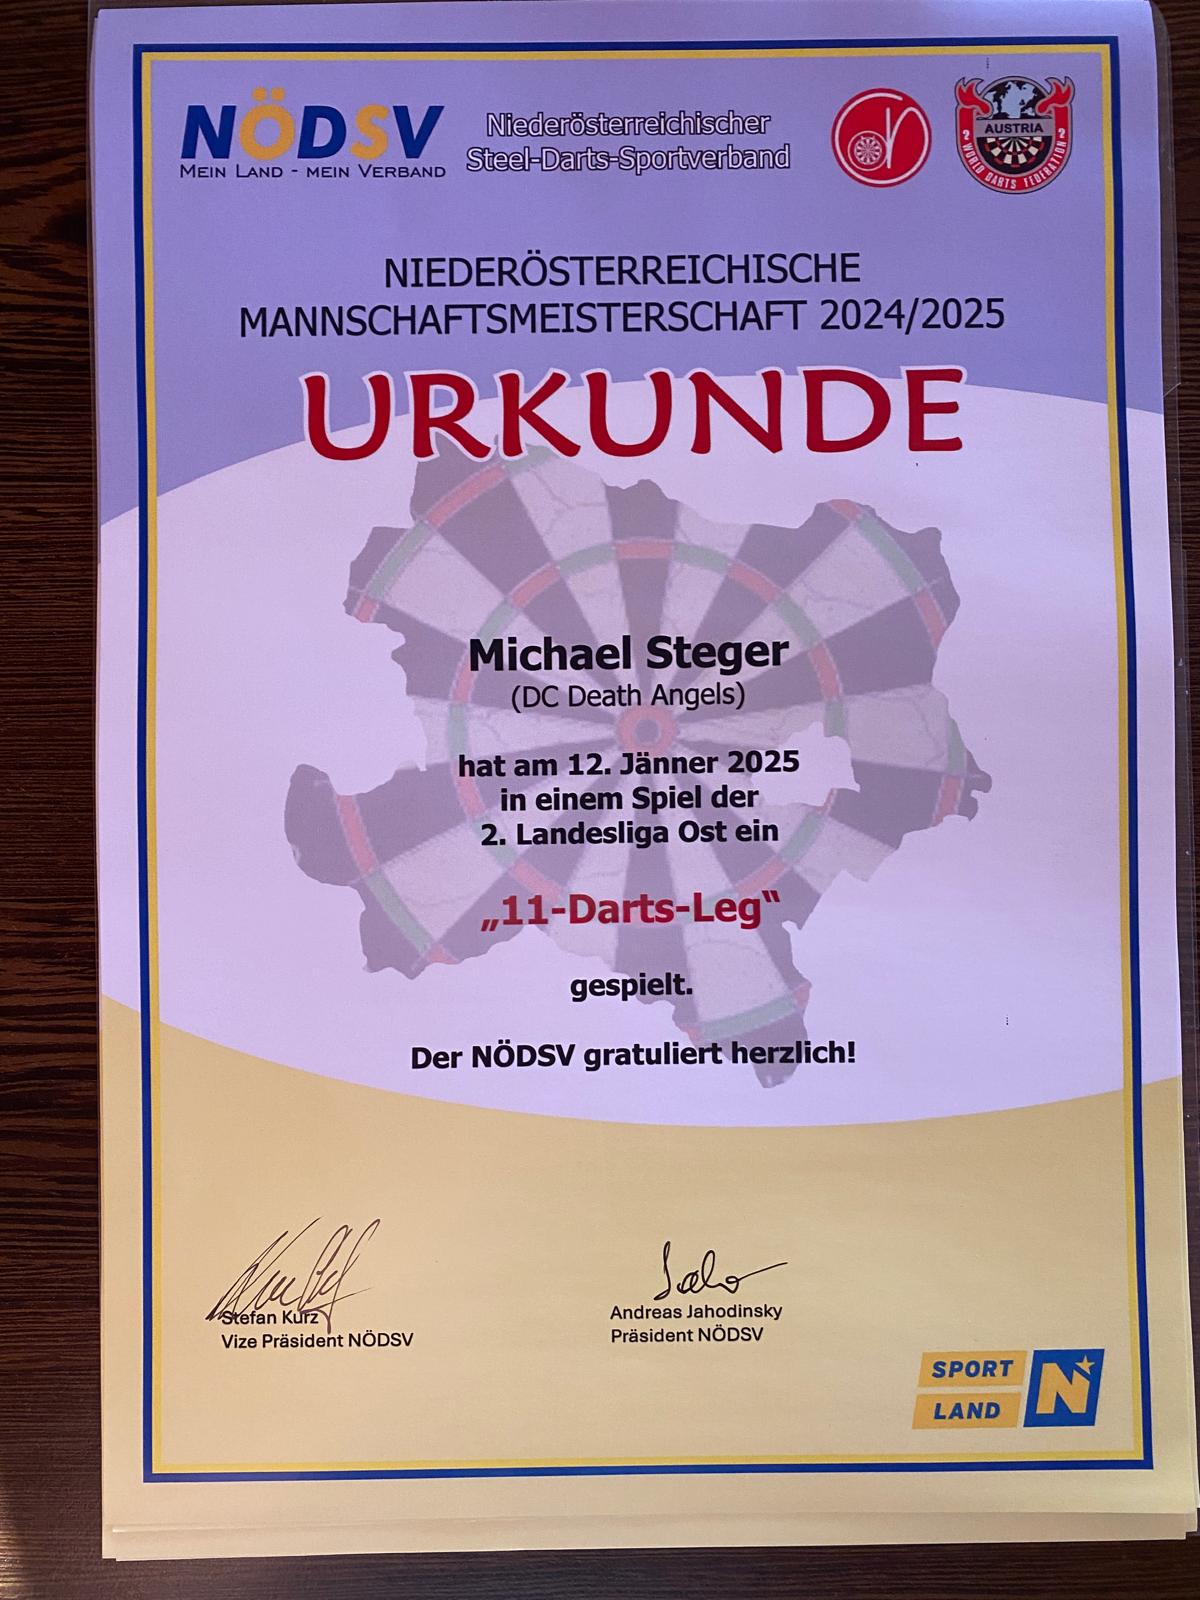 NÖDSV
MEIN LAND - MEIN VERBAND
Niederösterreichischer
Steel-Darts-Sportverband
AUSTRIA
WORLD DARTS FEDERATION
NIEDERÖSTERREICHISCHE
MANNSCHAFTSMEISTERSCHAFT 2024/2025
URKUNDE
Michael Steger
(DC Death Angels)
hat am 12. Jänner 2025
in einem Spiel der
2. Landesliga Ost ein
„11-Darts-Leg“
gespielt.
Der NÖDSV gratuliert herzlich!
Stefan Kurz
Vize Präsident NÖDSV
Andreas Jahodinsky
Präsident NÖDSV
SPORT
LAND
N